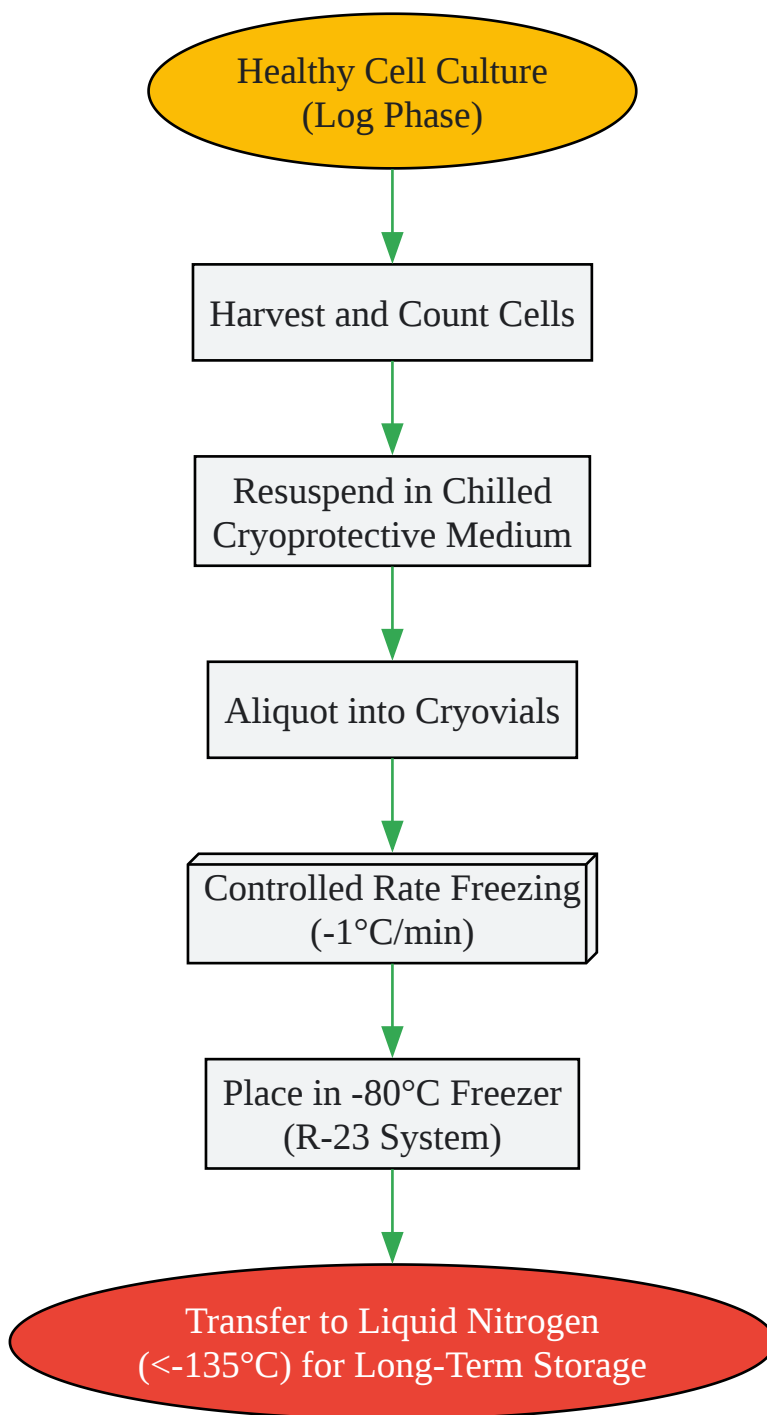 Healthy Cell Culture
(Log Phase)
Harvest and Count Cells
Resuspend in Chilled
Cryoprotective Medium
Aliquot into Cryovials
Controlled Rate Freezing
(-1°C/min)
Place in -80°C Freezer
(R-23 System)
Transfer to Liquid Nitrogen
(<-135°C) for Long-Term Storage